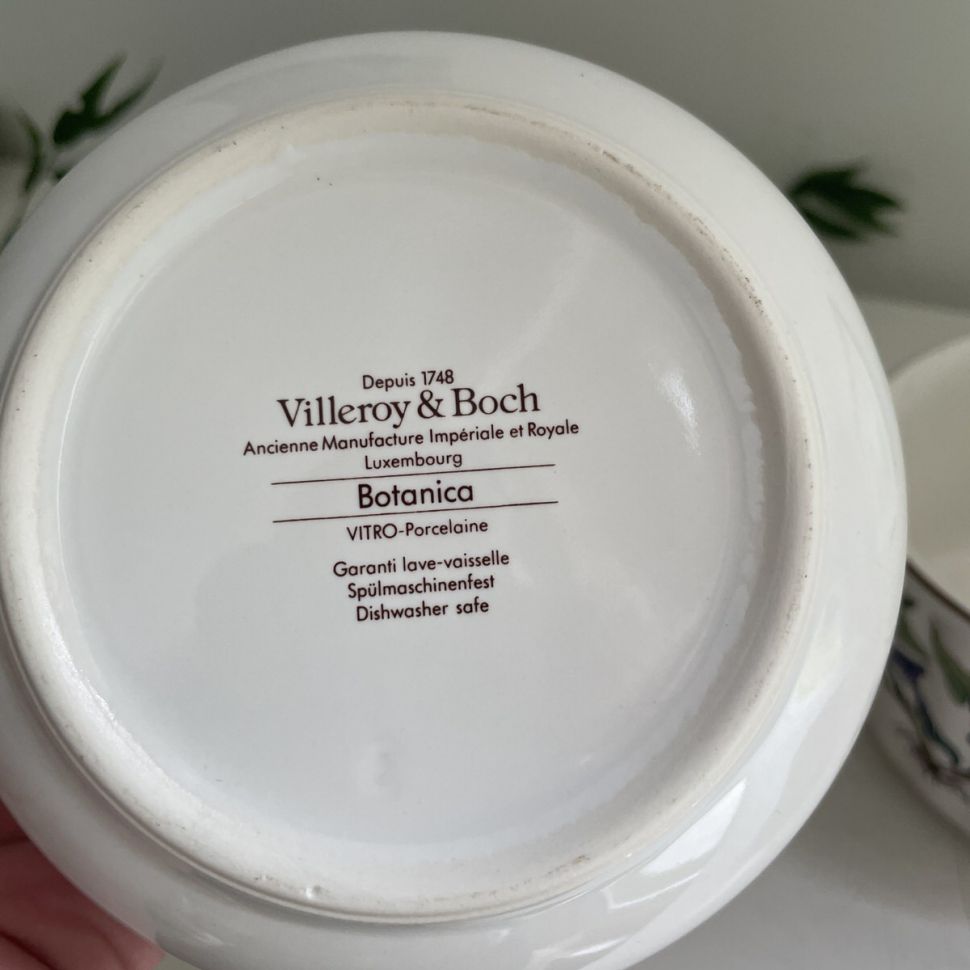 Depuis 1748
Villeroy & Boch
Ancienne Manufacture Impériale et Royale
Luxembourg
Botanica
VITRO-Porcelaine
Garanti lave-vaisselle
Spülmaschinenfest
Dishwasher safe